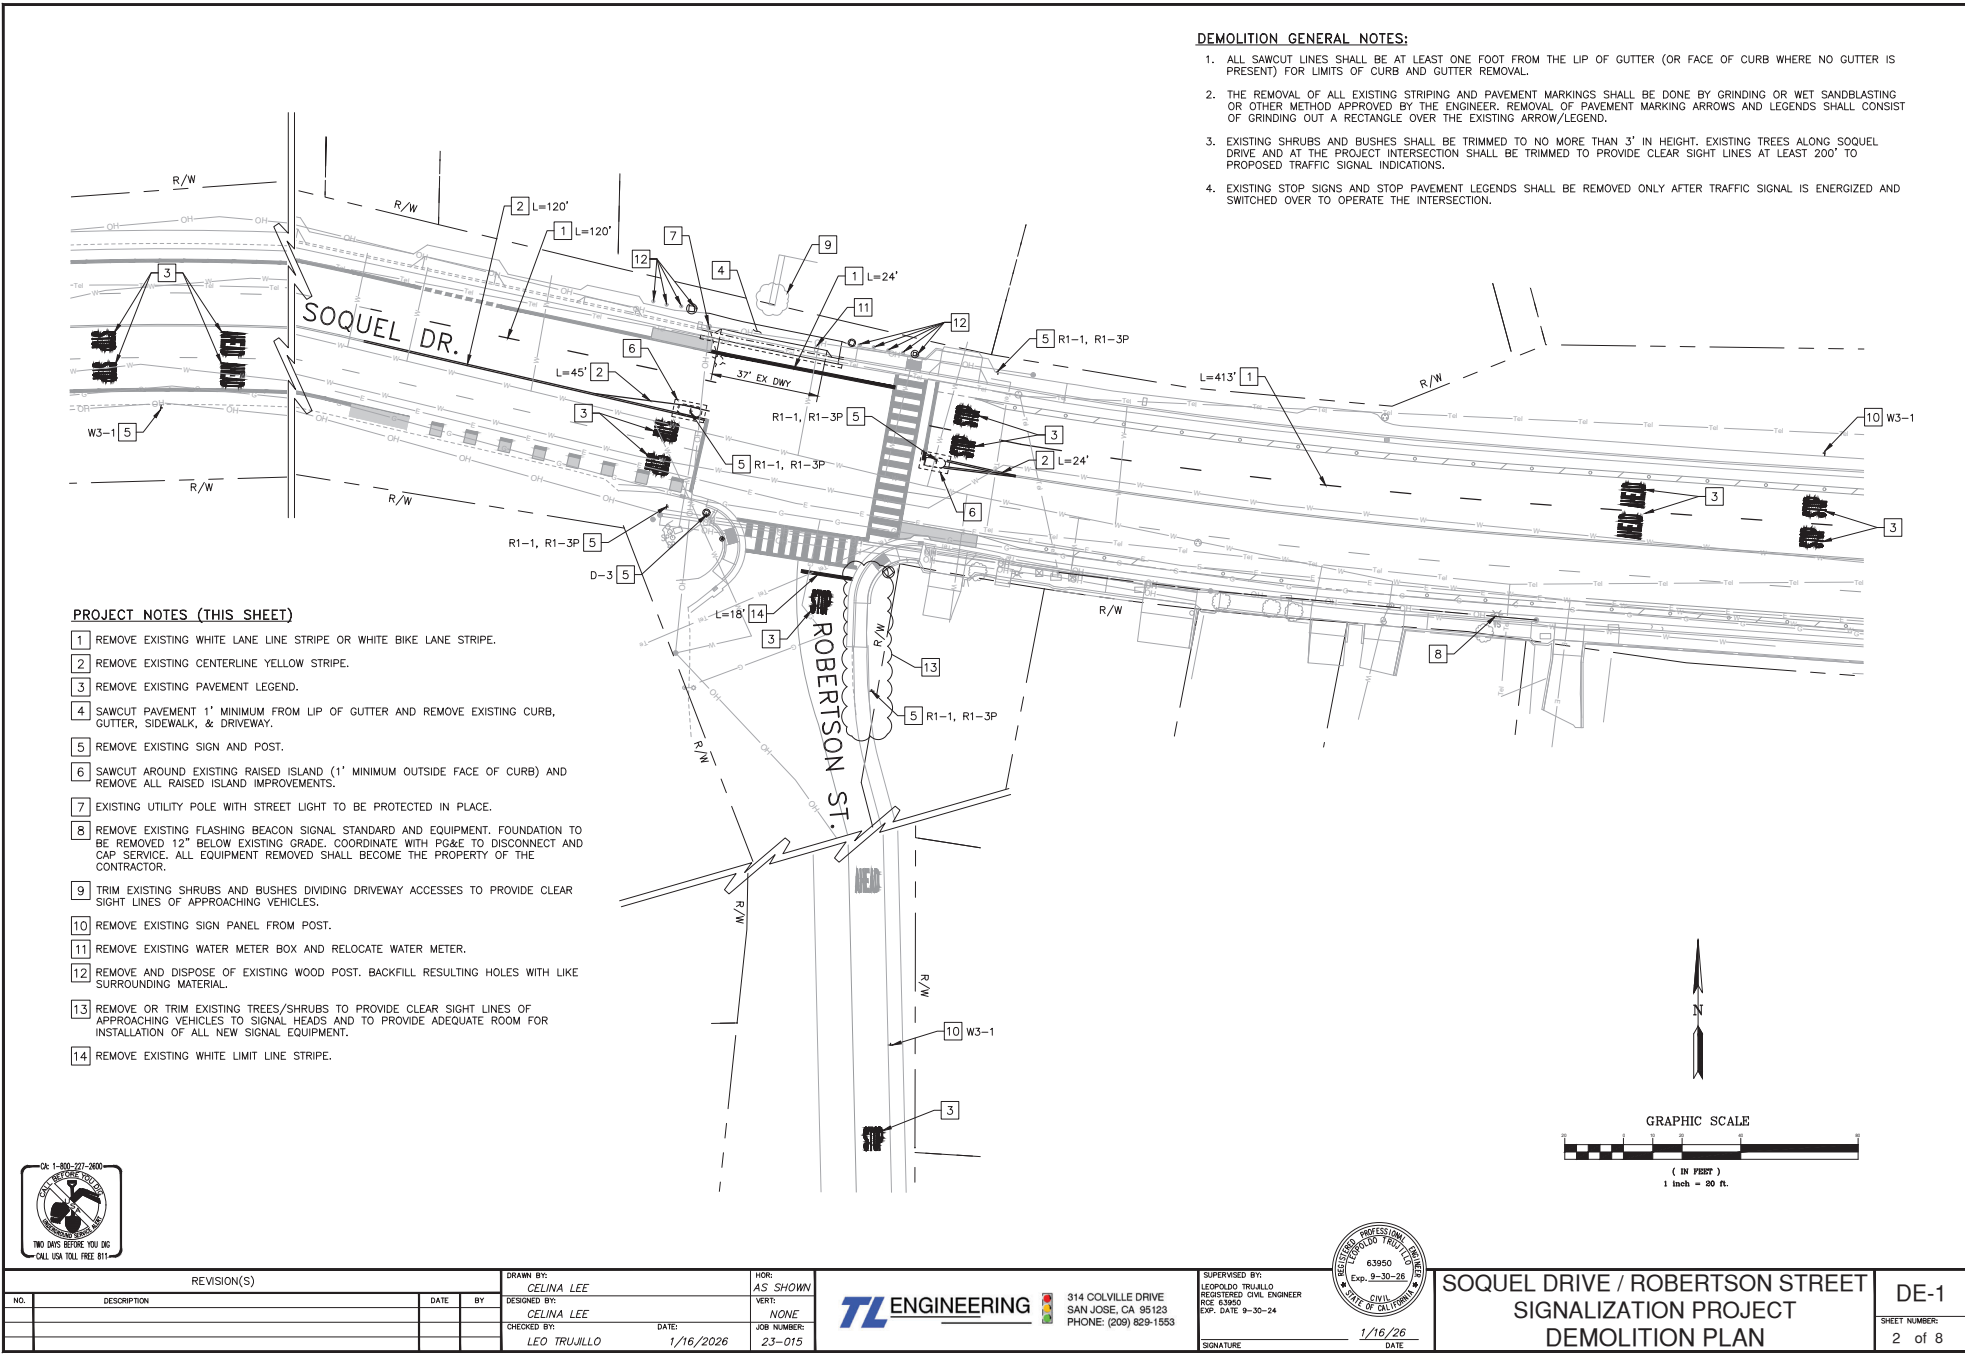 DEMOLITION GENERAL NOTES:
1. ALL SAWCUT LINES SHALL BE AT LEAST ONE FOOT FROM THE LIP OF GUTTER (OR FACE OF CURB WHERE NO GUTTER IS
PRESENT) FOR LIMITS OF CURB AND GUTTER REMOVAL.
2. THE REMOVAL OF ALL EXISTING STRIPING AND PAVEMENT MARKINGS SHALL BE DONE BY GRINDING OR WET SANDBLASTING
OR OTHER METHOD APPROVED BY THE ENGINEER. REMOVAL OF PAVEMENT MARKING ARROWS AND LEGENDS SHALL CONSIST
OF GRINDING OUT A RECTANGLE OVER THE EXISTING ARROW/LEGEND.
3. EXISTING SHRUBS AND BUSHES SHALL BE TRIMMED TO NO MORE THAN 3' IN HEIGHT. EXISTING TREES ALONG SOQUEL
DRIVE AND AT THE PROJECT INTERSECTION SHALL BE TRIMMED TO PROVIDE CLEAR SIGHT LINES AT LEAST 200' TO
PROPOSED TRAFFIC SIGNAL INDICATIONS.
4. EXISTING STOP SIGNS AND STOP PAVEMENT LEGENDS SHALL BE REMOVED ONLY AFTER TRAFFIC SIGNAL IS ENERGIZED AND
SWITCHED OVER TO OPERATE THE INTERSECTION.
R/W
R/W
2 L=120'
1 L=120'
7
12
4
9
1 L=24'
11
12
3
SOQUEL DR.
6
L=45' 2
37' EX DWY
5 R1-1, R1-3P
L=413' 1
R/W
10 W3-1
W3-1 5
3
R1-1, R1-3P 5
3
5 R1-1, R1-3P
2 L=24'
R/W
R/W
3
3
6
R1-1, R1-3P 5
D-3 5
L=18' 14
3
R/W
R/W
13
8
5 R1-1, R1-3P
ROBERTSON ST.
R/W
AHEAD
R/W
R/W
10 W3-1
3
PROJECT NOTES (THIS SHEET)
1 REMOVE EXISTING WHITE LANE LINE STRIPE OR WHITE BIKE LANE STRIPE.
2 REMOVE EXISTING CENTERLINE YELLOW STRIPE.
3 REMOVE EXISTING PAVEMENT LEGEND.
4 SAWCUT PAVEMENT 1' MINIMUM FROM LIP OF GUTTER AND REMOVE EXISTING CURB,
GUTTER, SIDEWALK, & DRIVEWAY.
5 REMOVE EXISTING SIGN AND POST.
6 SAWCUT AROUND EXISTING RAISED ISLAND (1' MINIMUM OUTSIDE FACE OF CURB) AND
REMOVE ALL RAISED ISLAND IMPROVEMENTS.
7 EXISTING UTILITY POLE WITH STREET LIGHT TO BE PROTECTED IN PLACE.
8 REMOVE EXISTING FLASHING BEACON SIGNAL STANDARD AND EQUIPMENT. FOUNDATION TO
BE REMOVED 12" BELOW EXISTING GRADE. COORDINATE WITH PG&E TO DISCONNECT AND
CAP SERVICE. ALL EQUIPMENT REMOVED SHALL BECOME THE PROPERTY OF THE
CONTRACTOR.
9 TRIM EXISTING SHRUBS AND BUSHES DIVIDING DRIVEWAY ACCESSES TO PROVIDE CLEAR
SIGHT LINES OF APPROACHING VEHICLES.
10 REMOVE EXISTING SIGN PANEL FROM POST.
11 REMOVE EXISTING WATER METER BOX AND RELOCATE WATER METER.
12 REMOVE AND DISPOSE OF EXISTING WOOD POST. BACKFILL RESULTING HOLES WITH LIKE
SURROUNDING MATERIAL.
13 REMOVE OR TRIM EXISTING TREES/SHRUBS TO PROVIDE CLEAR SIGHT LINES OF
APPROACHING VEHICLES TO SIGNAL HEADS AND TO PROVIDE ADEQUATE ROOM FOR
INSTALLATION OF ALL NEW SIGNAL EQUIPMENT.
14 REMOVE EXISTING WHITE LIMIT LINE STRIPE.
N
GRAPHIC SCALE
( IN FEET )
1 inch = 20 ft.
CA: 1-800-227-2600
CALL BEFORE YOU DIG
UNDERGROUND SERVICE ALERT
TWO DAYS BEFORE YOU DIG
CALL USA TOLL FREE 811
REVISION(S)
NO. DESCRIPTION DATE BY
DRAWN BY:
CELINA LEE
DESIGNED BY:
CELINA LEE
CHECKED BY: DATE:
LEO TRUJILLO 1/16/2026
HOR:
AS SHOWN
VERT:
NONE
JOB NUMBER:
23-015
TL ENGINEERING
314 COLVILLE DRIVE
SAN JOSE, CA 95123
PHONE: (209) 829-1553
SUPERVISED BY:
LEOPOLDO TRUJILLO
REGISTERED CIVIL ENGINEER
RCE 63950
EXP. DATE 9-30-24
SIGNATURE
REGISTERED PROFESSIONAL ENGINEER
LEOPOLDO TRUJILLO
63950
Exp. 9-30-26
CIVIL
STATE OF CALIFORNIA
1/16/26
DATE
SOQUEL DRIVE / ROBERTSON STREET
SIGNALIZATION PROJECT
DEMOLITION PLAN
DE-1
SHEET NUMBER:
2 of 8